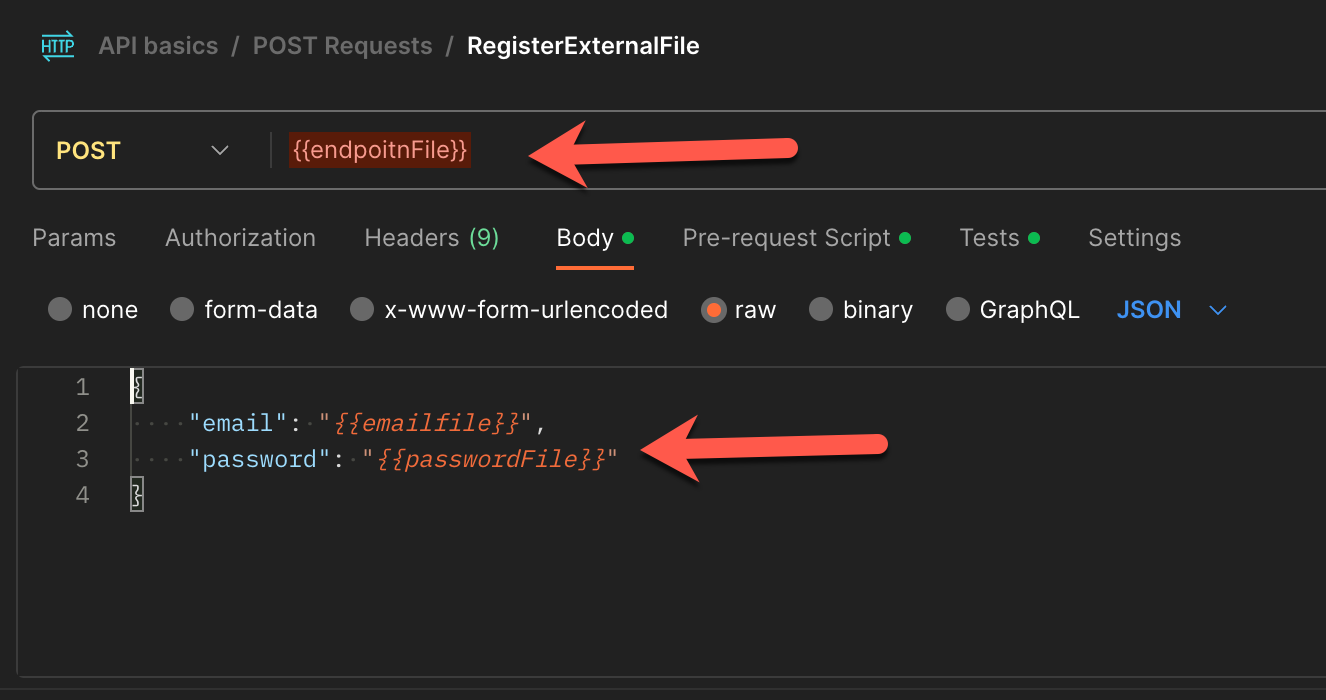 HTTP API basics / POST Requests / RegisterExternalFile
POST {{endpoitnFile}}
Params Authorization Headers (9) Body Pre-request Script Tests Settings
none form-data x-www-form-urlencoded raw binary GraphQL JSON
1 {
2 ····"email":·"{{emailfile}}",
3 ····"password":·"{{passwordFile}}"
4 }